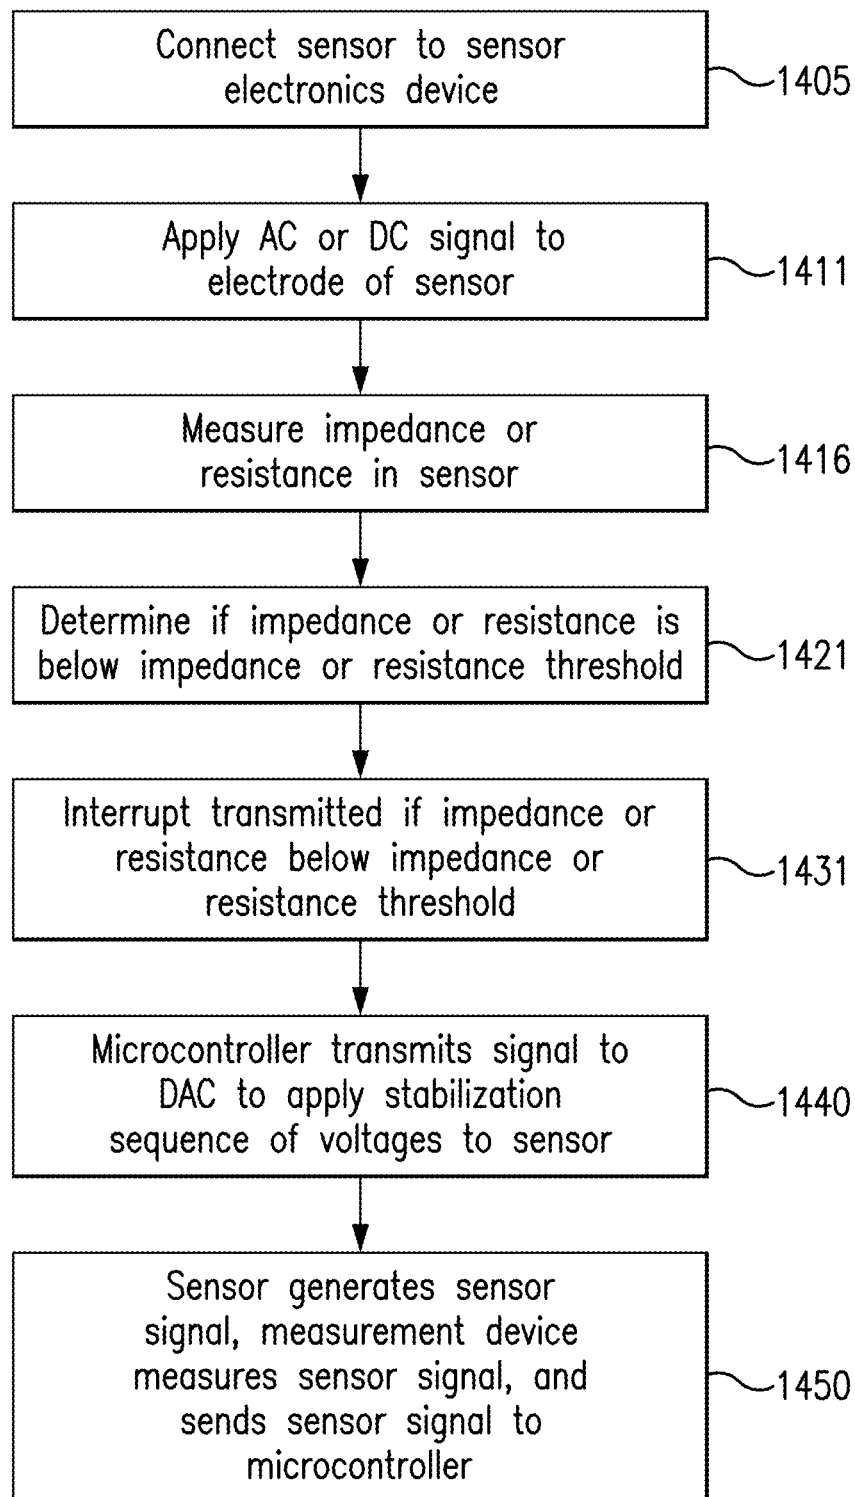 Connect sensor to sensor
electronics device
1405
Apply AC or DC signal to
electrode of sensor
1411
Measure impedance or
resistance in sensor
1416
Determine if impedance or resistance is
below impedance or resistance threshold
1421
Interrupt transmitted if impedance or
resistance below impedance or
resistance threshold
1431
Microcontroller transmits signal to
DAC to apply stabilization
sequence of voltages to sensor
1440
Sensor generates sensor
signal, measurement device
measures sensor signal, and
sends sensor signal to
microcontroller
1450